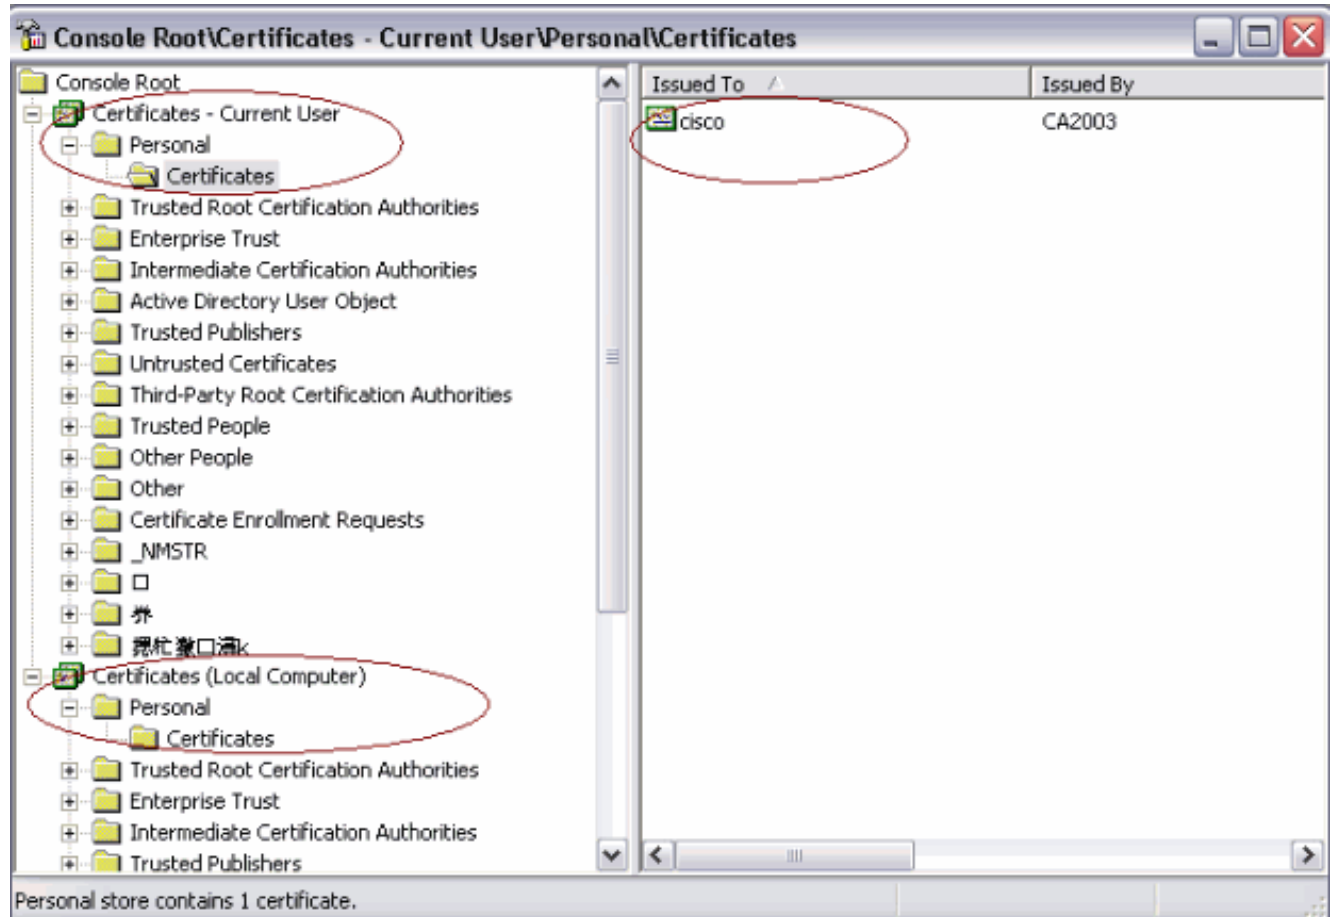 Console Root\Certificates - Current User\Personal\Certificates
Console Root
Certificates - Current User
Personal
Certificates
Trusted Root Certification Authorities
Enterprise Trust
Intermediate Certification Authorities
Active Directory User Object
Trusted Publishers
Untrusted Certificates
Third-Party Root Certification Authorities
Trusted People
Other People
Other
Certificate Enrollment Requests
_NMSTR
Certificates (Local Computer)
Personal
Certificates
Trusted Root Certification Authorities
Enterprise Trust
Intermediate Certification Authorities
Trusted Publishers
Issued To
Issued By
cisco
CA2003
Personal store contains 1 certificate.